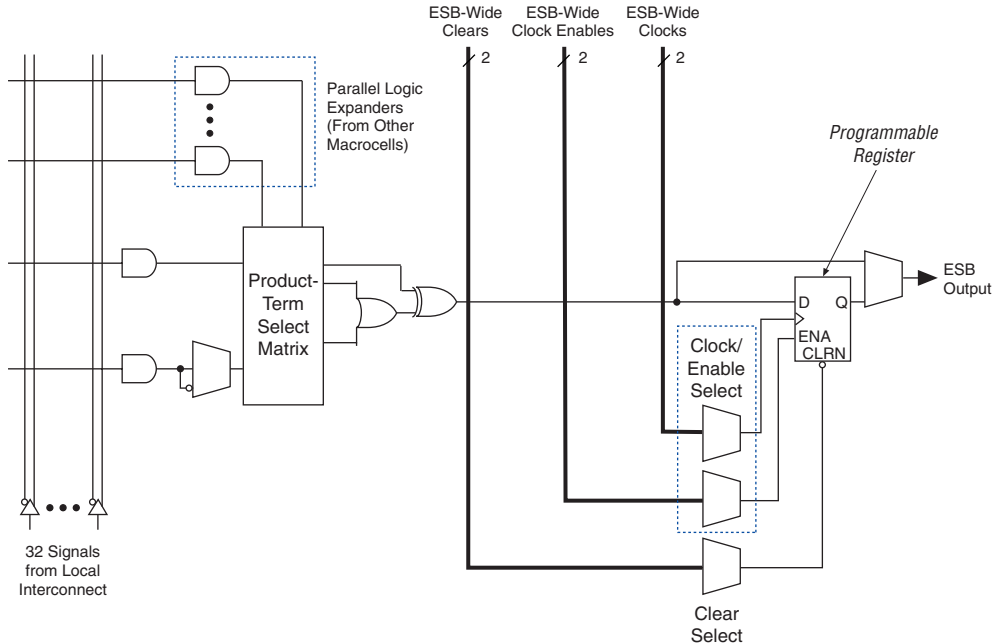 ESB-Wide
Clears
ESB-Wide
Clock Enables
ESB-Wide
Clocks
2
2
2
Parallel Logic
Expanders
(From Other
Macrocells)
Programmable
Register
Product-
Term
Select
Matrix
ESB
Output
D
Q
ENA
CLRN
Clock/
Enable
Select
32 Signals
from Local
Interconnect
Clear
Select